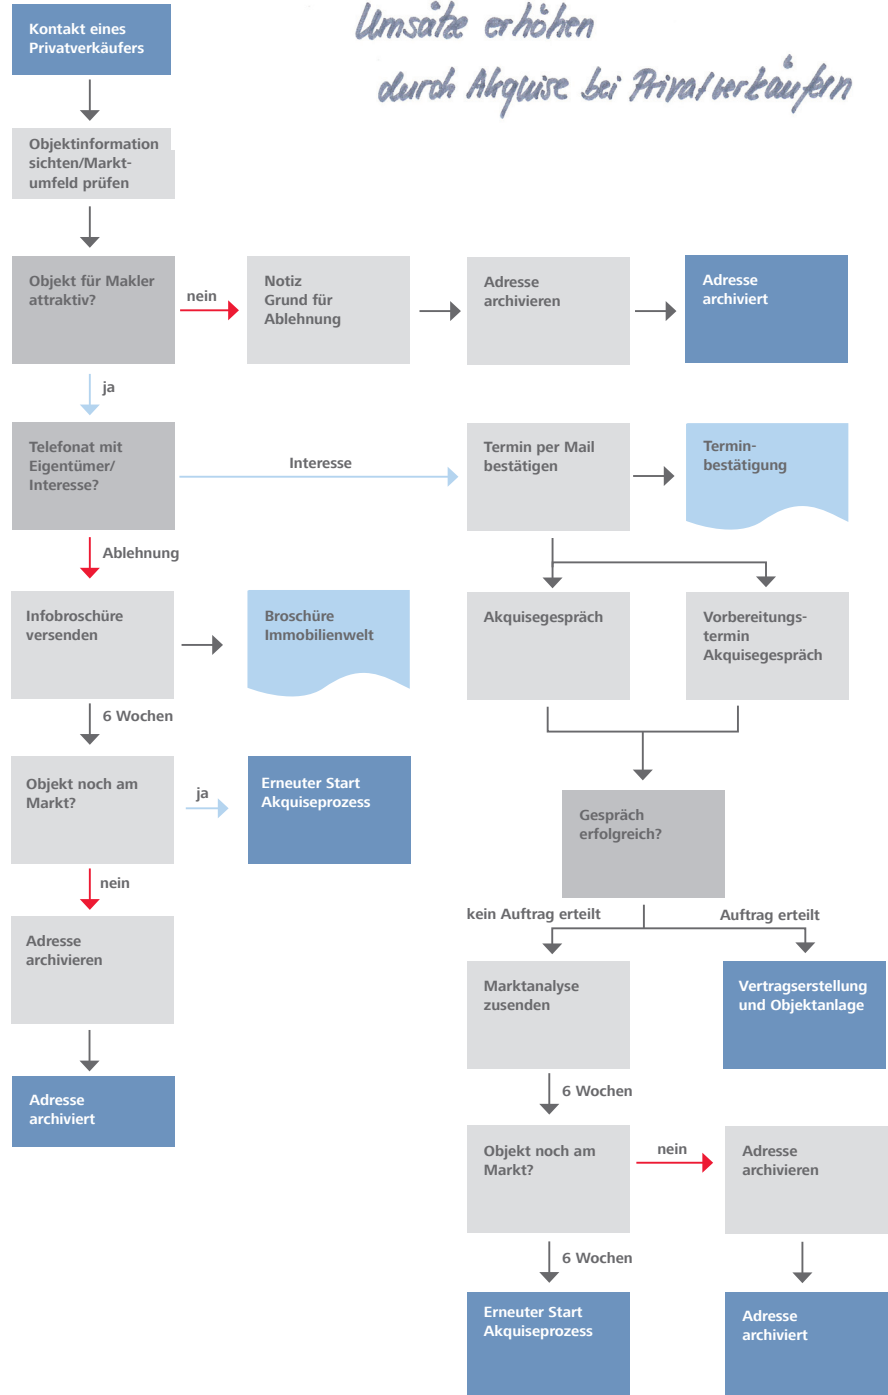 Umsätze erhöhen
durch Akquise bei Privatverkäufern
Kontakt eines
Privatverkäufers
Objektinformation
sichten/Markt-
umfeld prüfen
Objekt für Makler
attraktiv?
nein
Notiz
Grund für
Ablehnung
Adresse
archivieren
Adresse
archiviert
ja
Telefonat mit
Eigentümer/
Interesse?
Interesse
Termin per Mail
bestätigen
Termin-
bestätigung
Ablehnung
Infobroschüre
versenden
Broschüre
Immobilienwelt
Akquisegespräch
Vorbereitungs-
termin
Akquisegespräch
6 Wochen
Objekt noch am
Markt?
ja
Erneuter Start
Akquiseprozess
Gespräch
erfolgreich?
nein
kein Auftrag erteilt
Auftrag erteilt
Adresse
archivieren
Marktanalyse
zusenden
Vertragserstellung
und Objektanlage
Adresse
archiviert
6 Wochen
Objekt noch am
Markt?
nein
Adresse
archivieren
6 Wochen
Erneuter Start
Akquiseprozess
Adresse
archiviert